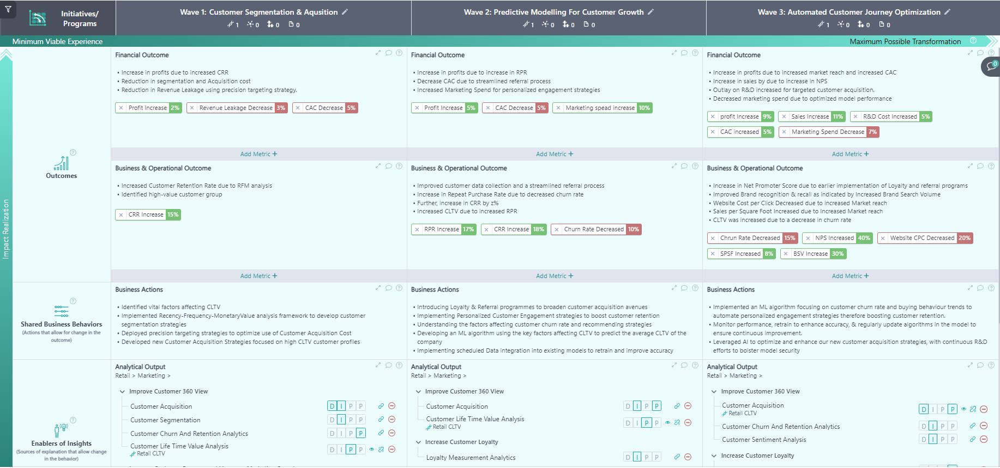 Initiatives/
Programs
Wave 1: Customer Segmentation & Aqusition
1 0 0 0
Wave 2: Predictive Modelling For Customer Growth
1 0 0 0
Wave 3: Automated Customer Journey Optimization
1 0 0 0
Minimum Viable Experience
Maximum Possible Transformation
Impact Realization
0
Outcomes
Financial Outcome
• Increase in profits due to increased CRR
• Reduction in segmentation and Acquisition cost
• Reduction in Revenue Leakage using precision targeting strategy.
× Profit Increase 2% × Revenue Leakage Decrease 3% × CAC Decrease 5%
Add Metric +
Financial Outcome
• Increase in profits due to increase in RPR
• Decrease CAC due to streamlined referral process
• Increased Marketing Spend for personalized engagement strategies
× Profit Increase 5% × CAC Decrease 5% × Marketing spead increase 10%
Add Metric +
Financial Outcome
• Increase in profits due to increased market reach and increased CAC
• Increase in sales by due to increase in NPS
• Outlay on R&D increased for targeted customer acquisition.
• Decreased marketing spend due to optimized model performance
× profit Increase 9% × Sales Increase 11% × R&D Cost Increased 5%
× CAC increased 5% × Marketing Spend Decrease 7%
Add Metric +
Business & Operational Outcome
• Increased Customer Retention Rate due to RFM analysis
• Identified high-value customer group
× CRR Increase 15%
Add Metric +
Business & Operational Outcome
• Improved customer data collection and a streamlined referral process
• Increase in Repeat Purchase Rate due to decreased churn rate
• Further, increase in CRR by z%
• Increased CLTV due to increased RPR
× RPR Increase 17% × CRR Increase 18% × Churn Rate Decreased 10%
Add Metric +
Business & Operational Outcome
• Increase in Net Promoter Score due to earlier implementation of Loyalty and referral programs
• Improved Brand recognition & recall as indicated by Increased Brand Search Volume
• Website Cost per Click Decreased due to increased Market reach
• Sales per Square Foot Increased due to Increased Market reach
• CLTV was increased due to a decrease in churn rate
× Chrun Rate Decreased 15% × NPS Increased 40% × Website CPC Decreased 20%
× SPSF Increased 8% × BSV Increase 30%
Add Metric +
Shared Business Behaviors
(Actions that allow for change in the
outcome)
Business Actions
• Identified vital factors affecting CLTV
• Implemented Recency-Frequency-MonetaryValue analysis framework to develop customer
segmentation strategies
• Deployed precision targeting strategies to optimize use of Customer Acquisition Cost
• Developed new Customer Acquisition Strategies focused on high CLTV customer profiles
Business Actions
• Introducing Loyalty & Referral programmes to broaden customer acquisition avenues
• Implementing Personalized Customer Engagement strategies to boost customer retention
• Understanding the factors affecting customer churn rate and recommending strategies
• Developing an ML algorithm using the key factors affecting CLTV to predict the average CLTV of the
company
• Implementing scheduled Data integration into existing models to retrain and improve accuracy
Business Actions
• Implemented an ML algorithm focusing on customer churn rate and buying behaviour trends to
automate personalized engagement strategies therefore boosting customer retention.
• Monitor performance, retrain to enhance accuracy, & regularly update algorithms in the model to
ensure continuous improvement.
• Leveraged AI to optimize and enhance our new customer acquisition strategies, with continuous R&D
efforts to bolster model security
Enablers of Insights
(Sources of explanation that allow change
in the behavior)
Analytical Output
Retail > Marketing >
Improve Customer 360 View
Customer Acquisition D I P P
Customer Segmentation D I P P
Customer Churn And Retention Analytics D I P P
Customer Life Time Value Analysis D I P P
Retail CLTV
Analytical Output
Retail > Marketing >
Improve Customer 360 View
Customer Acquisition D I P P
Customer Life Time Value Analysis D I P P
Retail CLTV
Increase Customer Loyalty
Loyalty Measurement Analytics D I P P
Analytical Output
Retail > Marketing >
Improve Customer 360 View
Customer Acquisition D I P P
Retail CLTV
Customer Churn And Retention Analytics D I P P
Customer Sentiment Analysis D I P P
Increase Customer Loyalty